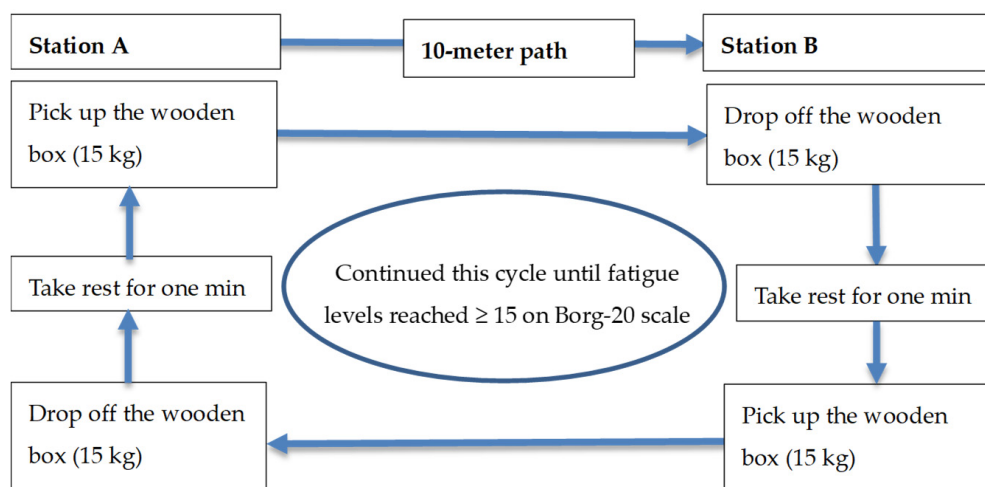 Station A
10-meter path
Station B
Pick up the wooden
box (15 kg)
Drop off the wooden
box (15 kg)
Continued this cycle until fatigue
levels reached ≥ 15 on Borg-20 scale
Take rest for one min
Take rest for one min
Drop off the wooden
box (15 kg)
Pick up the wooden
box (15 kg)